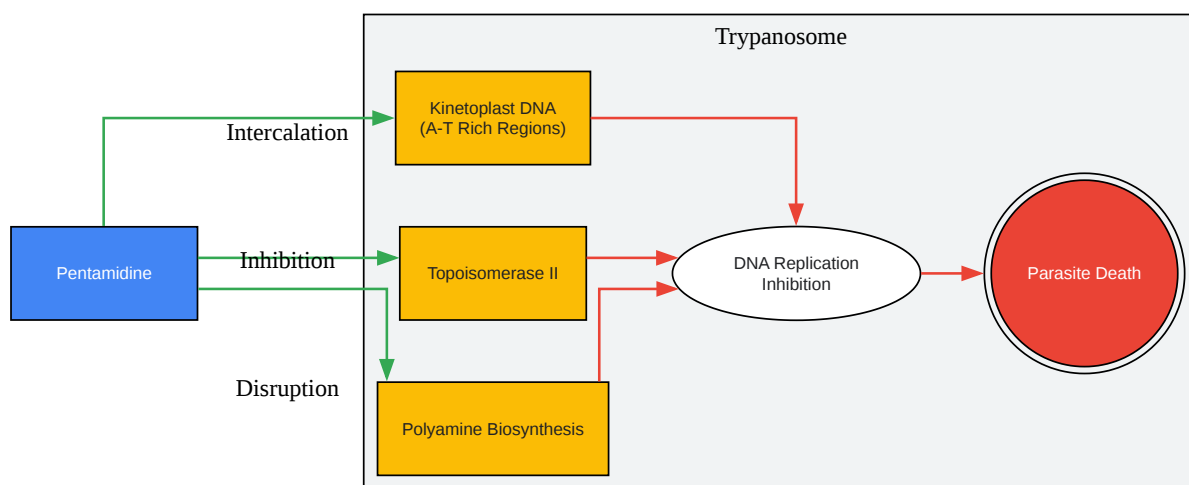 Trypanosome
Kinetoplast DNA
(A-T Rich Regions)
Intercalation
Pentamidine
Inhibition
Topoisomerase II
DNA Replication
Inhibition
Parasite Death
Disruption
Polyamine Biosynthesis